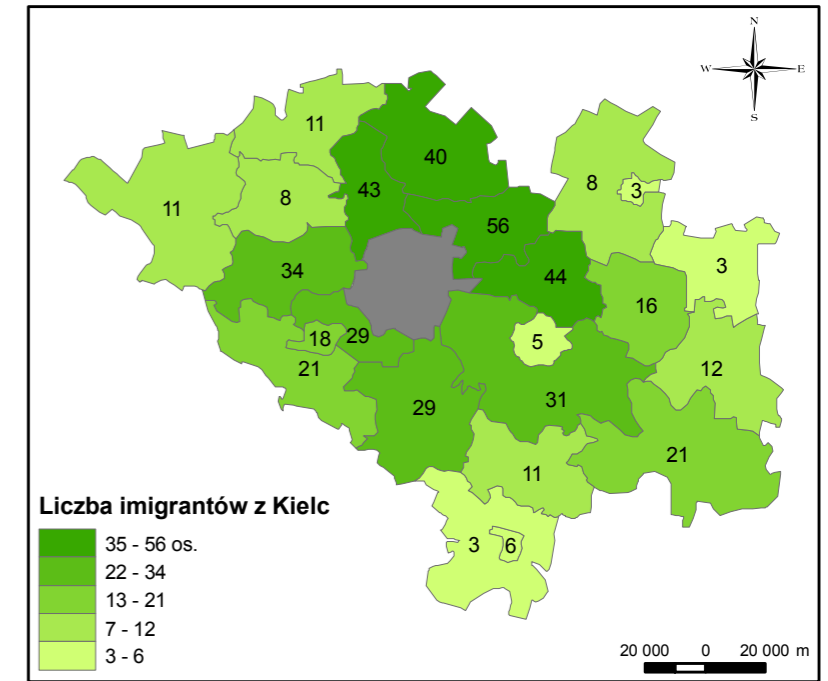 N
W E
S
11
40
43
8
3
11
8
56
3
34
44
16
18
29
5
21
12
29
31
21
11
3
6
Liczba imigrantów z Kielc
35 - 56 os.
22 - 34
13 - 21
7 - 12
3 - 6
20 000 0 20 000 m